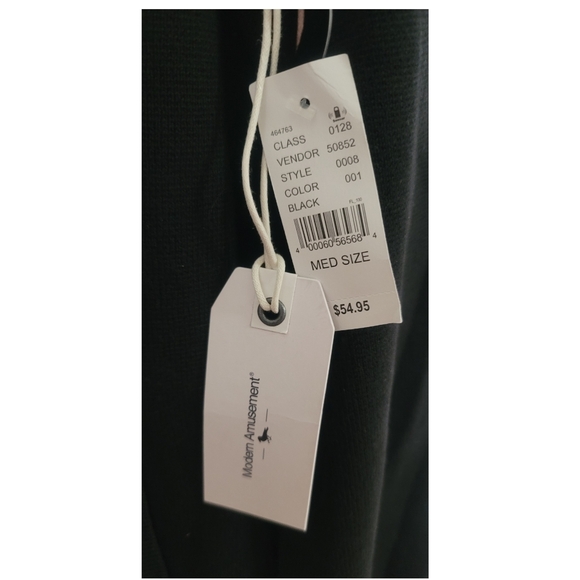 464763
CLASS 0128
VENDOR 50852
STYLE 0008
COLOR 001
BLACK
4 00060 56568 4
MED SIZE
$54.95
Modern Amusement®